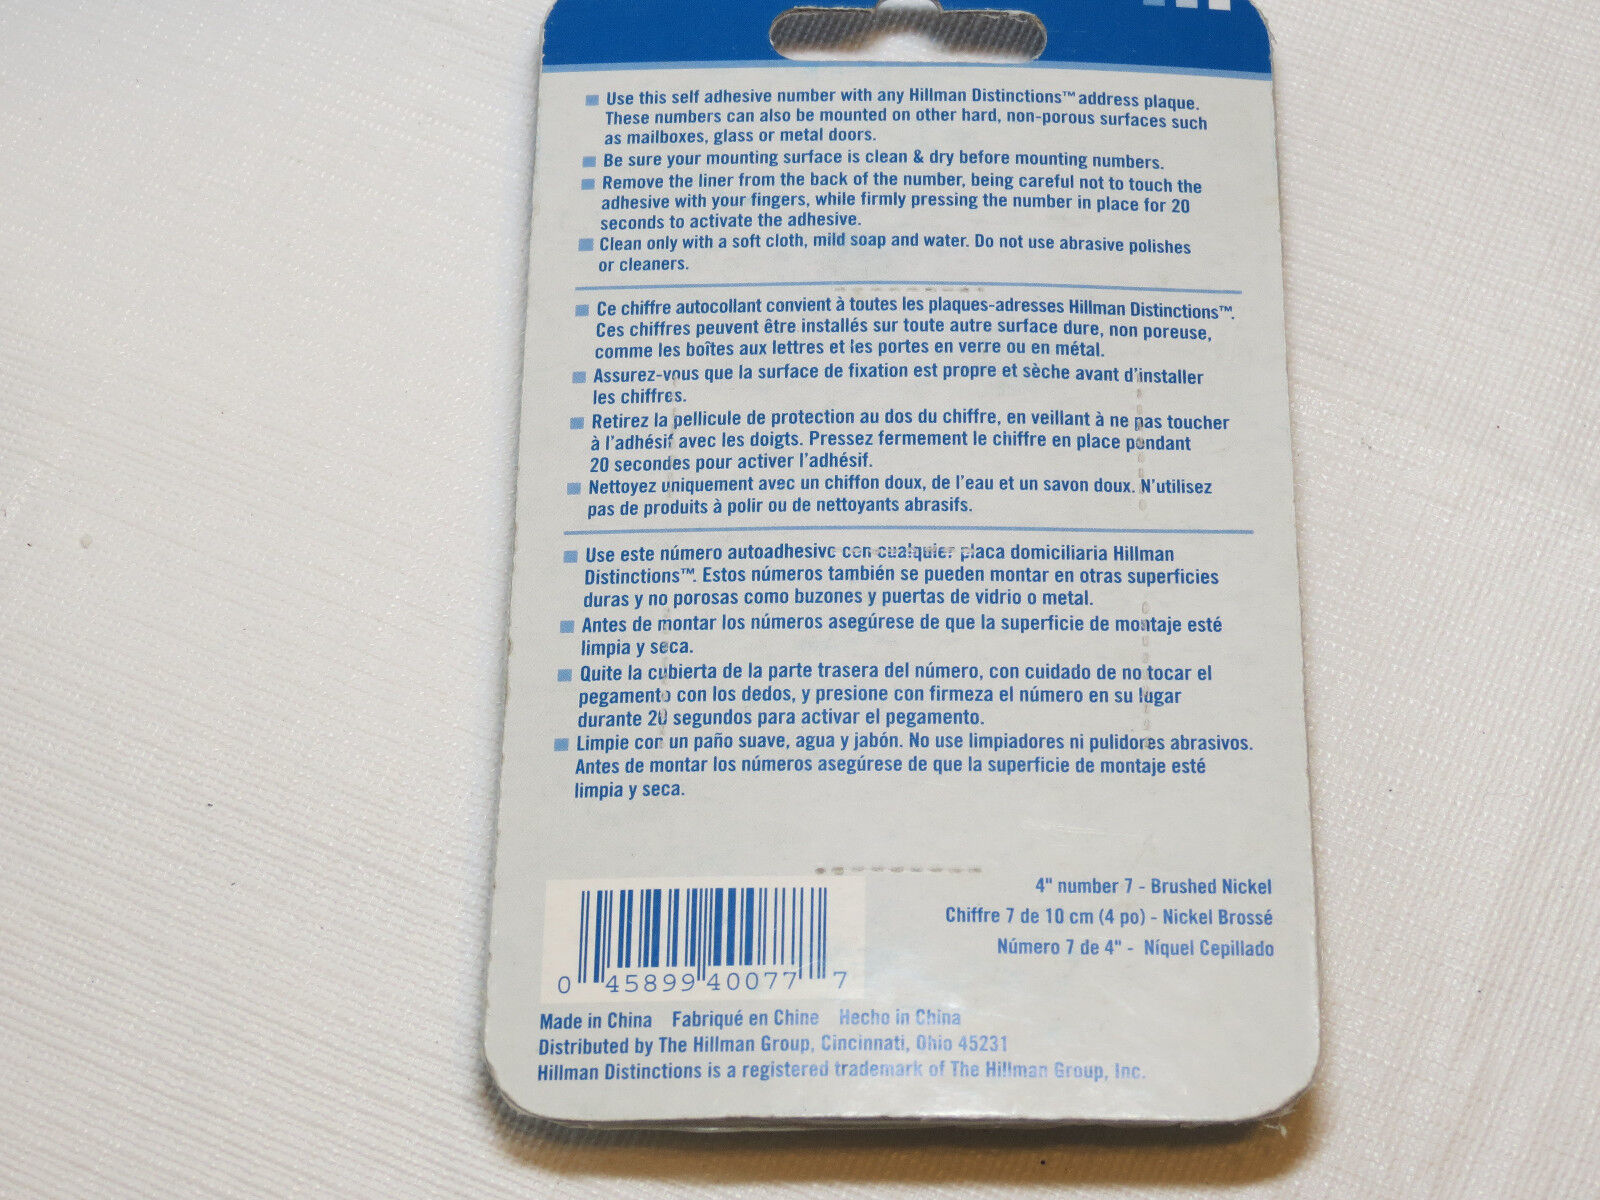 Use this self adhesive number with any Hillman Distinctions™ address plaque.
These numbers can also be mounted on other hard, non-porous surfaces such
as mailboxes, glass or metal doors.
Be sure your mounting surface is clean & dry before mounting numbers.
Remove the liner from the back of the number, being careful not to touch the
adhesive with your fingers, while firmly pressing the number in place for 20
seconds to activate the adhesive.
Clean only with a soft cloth, mild soap and water. Do not use abrasive polishes
or cleaners.
Ce chiffre autocollant convient à toutes les plaques-adresses Hillman Distinctions™.
Ces chiffres peuvent être installés sur toute autre surface dure, non poreuse,
comme les boîtes aux lettres et les portes en verre ou en métal.
Assurez-vous que la surface de fixation est propre et sèche avant d'installer
les chiffres.
Retirez la pellicule de protection au dos du chiffre, en veillant à ne pas toucher
à l'adhésif avec les doigts. Pressez fermement le chiffre en place pendant
20 secondes pour activer l'adhésif.
Nettoyez uniquement avec un chiffon doux, de l'eau et un savon doux. N'utilisez
pas de produits à polir ou de nettoyants abrasifs.
Use este número autoadhesivo con cualquier placa domiciliaria Hillman
Distinctions™. Estos números también se pueden montar en otras superficies
duras y no porosas como buzones y puertas de vidrio o metal.
Antes de montar los números asegúrese de que la superficie de montaje esté
limpia y seca.
Quite la cubierta de la parte trasera del número, con cuidado de no tocar el
pegamento con los dedos, y presione con firmeza el número en su lugar
durante 20 segundos para activar el pegamento.
Limpie con un paño suave, agua y jabón. No use limpiadores ni pulidores abrasivos.
Antes de montar los números asegúrese de que la superficie de montaje esté
limpia y seca.
4" number 7 - Brushed Nickel
Chiffre 7 de 10 cm (4 po) - Nickel Brossé
Número 7 de 4" - Níquel Cepillado
0 45899 40077 7
Made in China Fabriqué en Chine Hecho in China
Distributed by The Hillman Group, Cincinnati, Ohio 45231
Hillman Distinctions is a registered trademark of The Hillman Group, Inc.